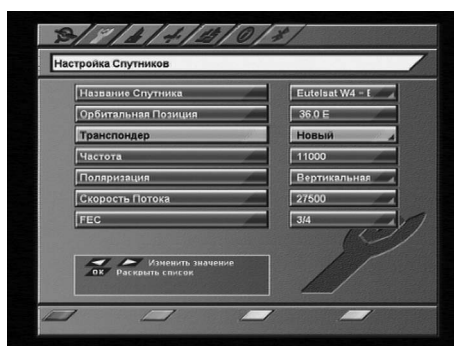 Настройка Спутников
Название Спутника Eutelsat W4 - E
Орбитальная Позиция 36.0 E
Транспондер Новый
Частота 11000
Поляризация Вертикальная
Скорость Потока 27500
FEC 3/4
Изменить значение
OK Раскрыть список